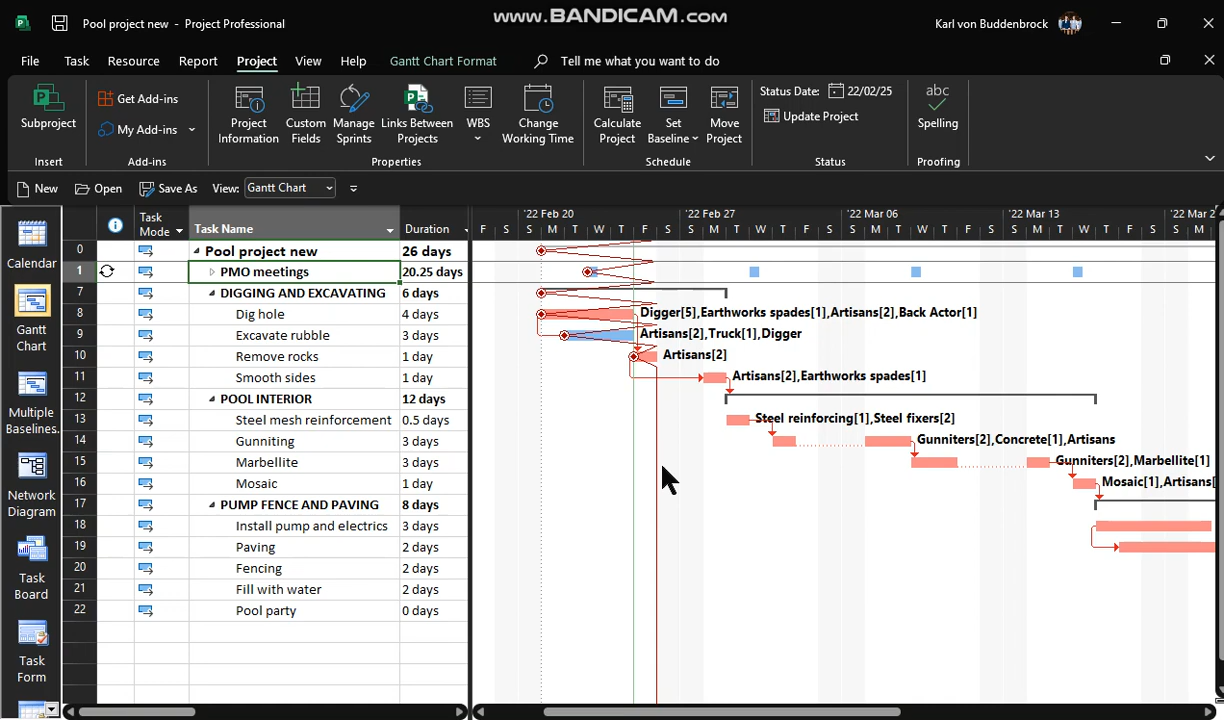 www.BANDICAM.com
Pool project new - Project Professional
Karl von Buddenbrock
File Task Resource Report Project View Help Gantt Chart Format Tell me what you want to do
Subproject
Insert
Get Add-ins
My Add-ins
Add-ins
Project Information
Custom Fields
Manage Sprints
Links Between Projects
WBS
Change Working Time
Properties
Calculate Project
Set Baseline
Move Project
Schedule
Status Date: 22/02/25
Update Project
Status
abc
Spelling
Proofing
New Open Save As View: Gantt Chart
Calendar
Gantt Chart
Multiple Baselines.
Network Diagram
Task Board
Task Form
Task Mode Task Name Duration
'22 Feb 20 '22 Feb 27 '22 Mar 06 '22 Mar 13 '22 Mar 2
F S S M T W T F S S M T W T F S S M T W T F S S M T W T F S S M
0 Pool project new 26 days
1 PMO meetings 20.25 days
7 DIGGING AND EXCAVATING 6 days
8 Dig hole 4 days Digger[5],Earthworks spades[1],Artisans[2],Back Actor[1]
9 Excavate rubble 3 days Artisans[2],Truck[1],Digger
10 Remove rocks 1 day Artisans[2]
11 Smooth sides 1 day Artisans[2],Earthworks spades[1]
12 POOL INTERIOR 12 days
13 Steel mesh reinforcement 0.5 days Steel reinforcing[1],Steel fixers[2]
14 Gunniting 3 days Gunniters[2],Concrete[1],Artisans
15 Marbellite 3 days Gunniters[2],Marbellite[1]
16 Mosaic 1 day Mosaic[1],Artisans[
17 PUMP FENCE AND PAVING 8 days
18 Install pump and electrics 3 days
19 Paving 2 days
20 Fencing 2 days
21 Fill with water 2 days
22 Pool party 0 days